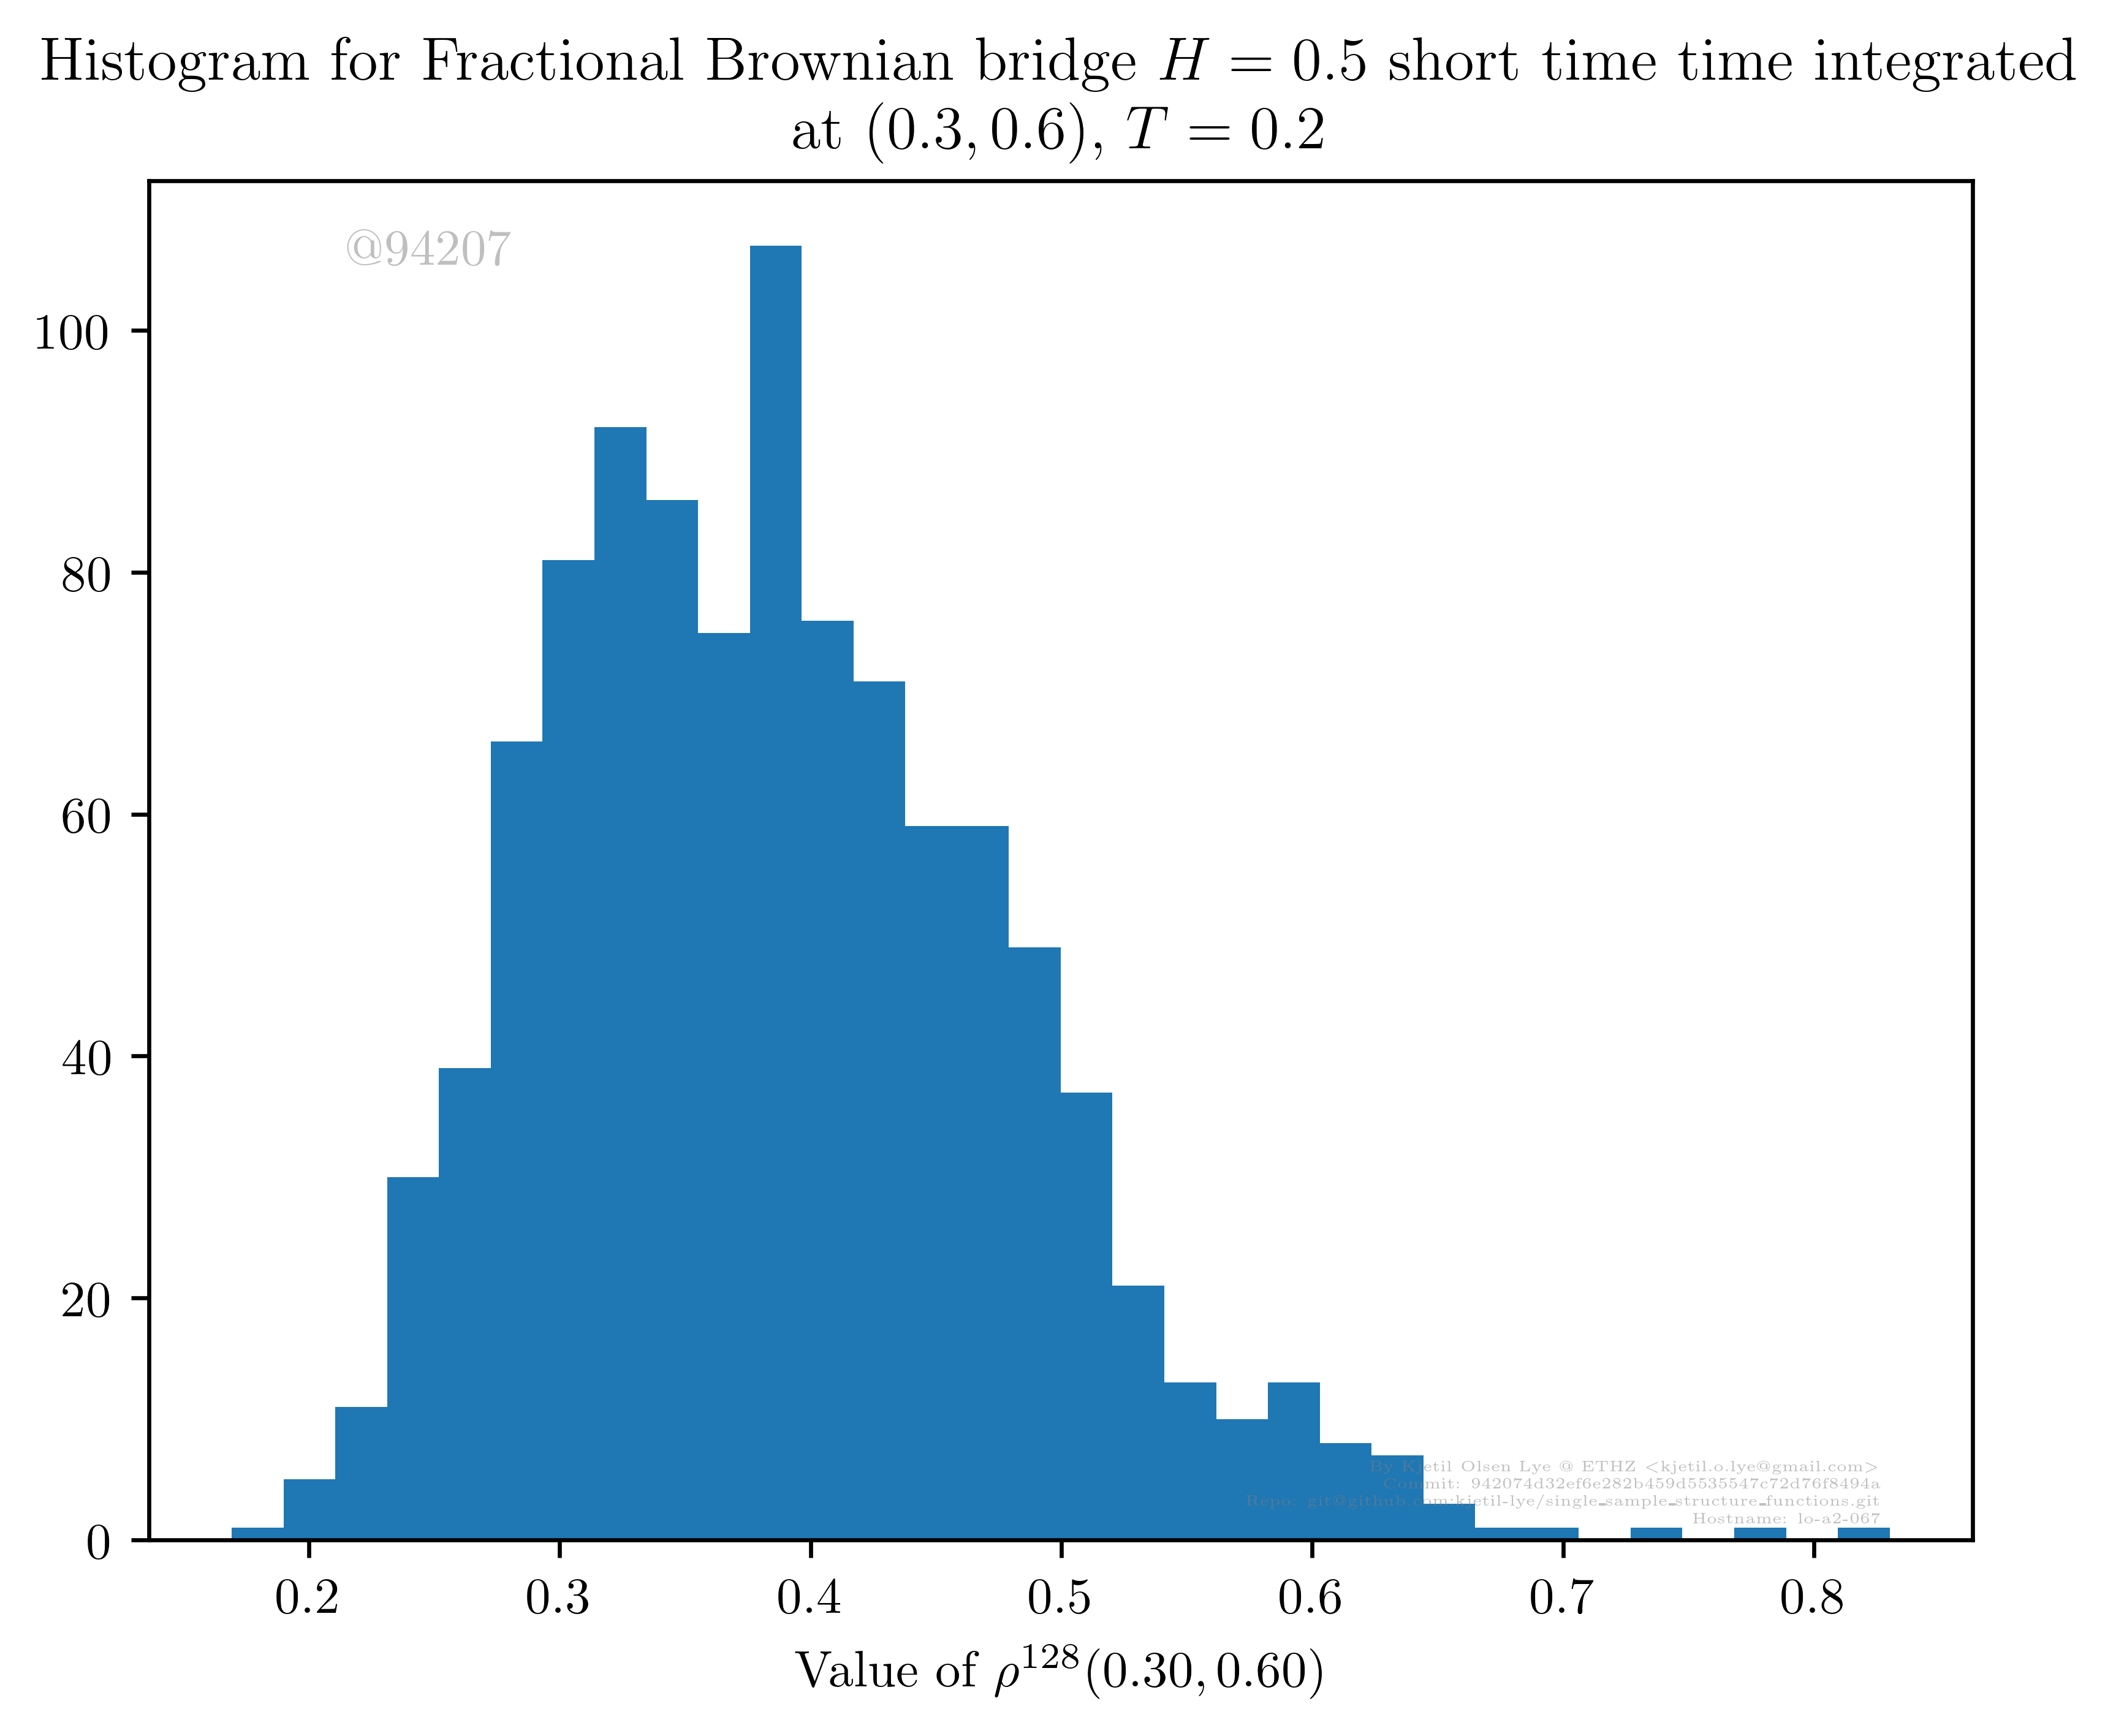 Histogram for Fractional Brownian bridge H = 0.5 short time time integrated
at (0.3, 0.6), T = 0.2
@94207
100
80
60
40
20
0
By Kjetil Olsen Lye @ ETHZ <kjetil.o.lye@gmail.com>
Commit: 942074d32ef6e282b459d5535547c72d76f8494a
Repo: git@github.com:kjetil-lye/single_sample_structure_functions.git
Hostname: lo-a2-067
0.2 0.3 0.4 0.5 0.6 0.7 0.8
Value of ρ¹²⁸(0.30, 0.60)